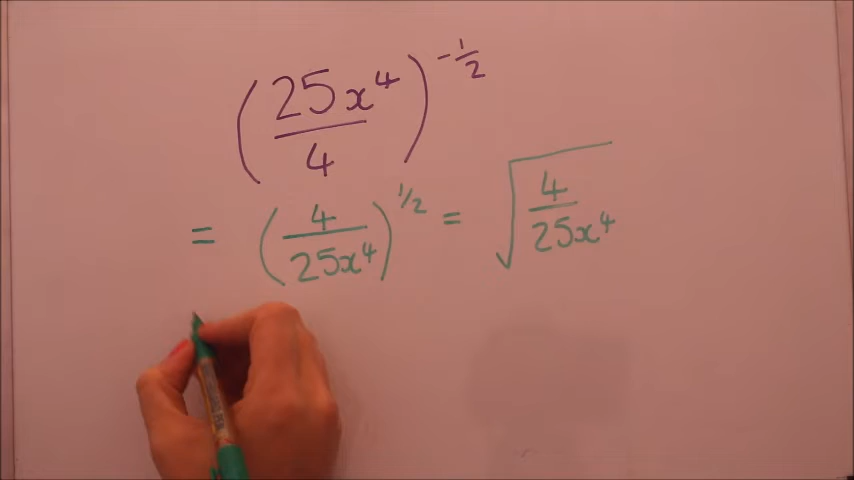 (25x⁴/4)^-1/2
= (4/25x⁴)^1/2 = √(4/25x⁴)